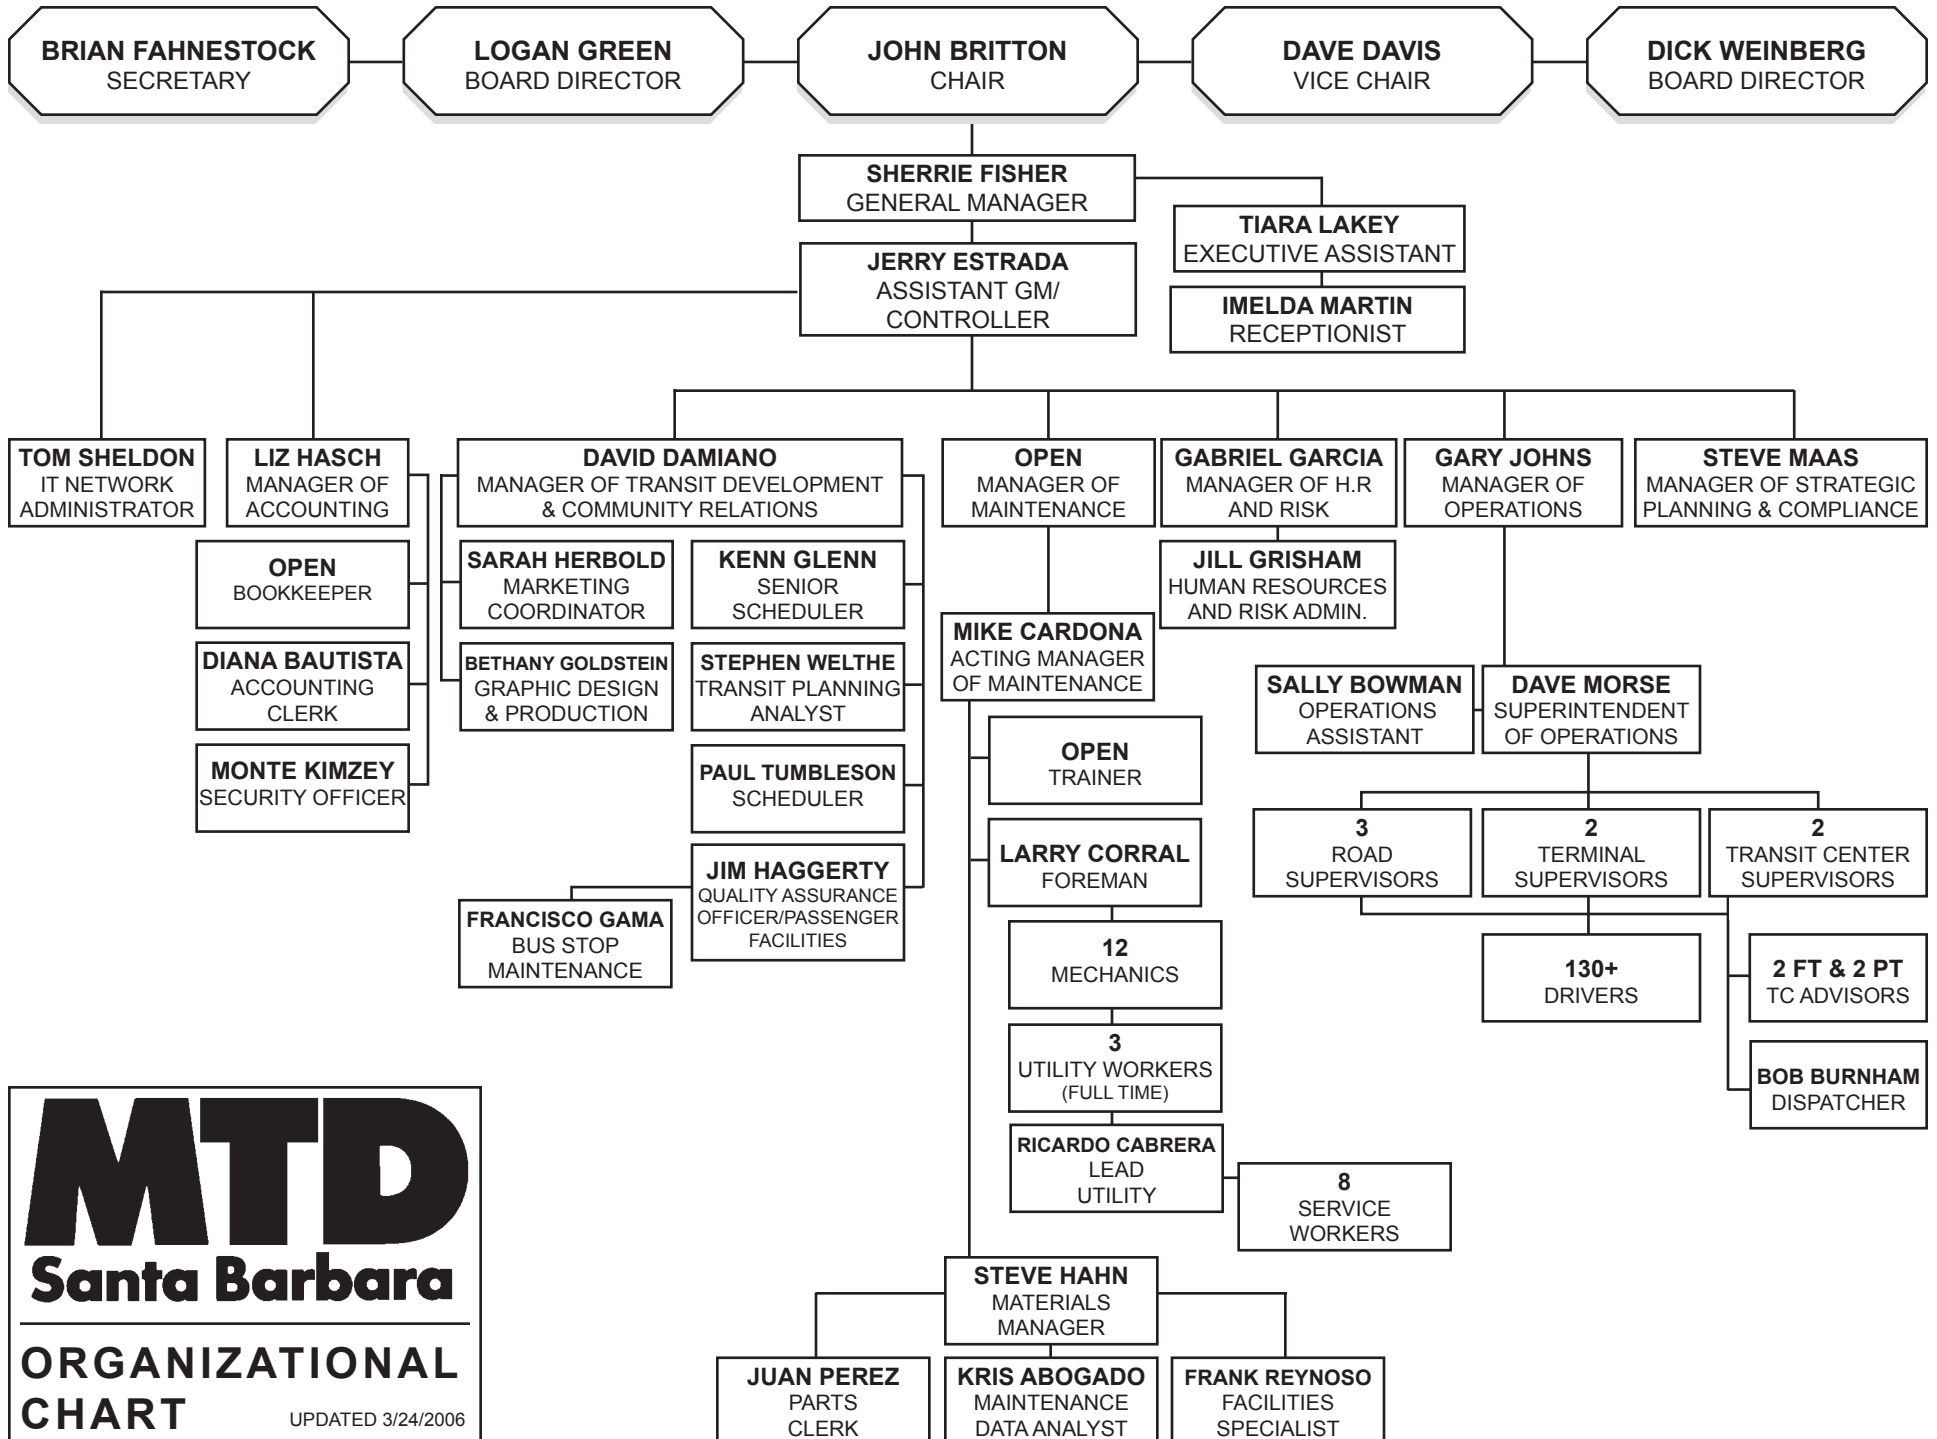 BRIAN FAHNESTOCK
SECRETARY
LOGAN GREEN
BOARD DIRECTOR
JOHN BRITTON
CHAIR
DAVE DAVIS
VICE CHAIR
DICK WEINBERG
BOARD DIRECTOR
SHERRIE FISHER
GENERAL MANAGER
TIARA LAKEY
EXECUTIVE ASSISTANT
IMELDA MARTIN
RECEPTIONIST
JERRY ESTRADA
ASSISTANT GM/
CONTROLLER
TOM SHELDON
IT NETWORK
ADMINISTRATOR
LIZ HASCH
MANAGER OF
ACCOUNTING
OPEN
BOOKKEEPER
DIANA BAUTISTA
ACCOUNTING
CLERK
MONTE KIMZEY
SECURITY OFFICER
DAVID DAMIANO
MANAGER OF TRANSIT DEVELOPMENT
& COMMUNITY RELATIONS
SARAH HERBOLD
MARKETING
COORDINATOR
BETHANY GOLDSTEIN
GRAPHIC DESIGN
& PRODUCTION
KENN GLENN
SENIOR
SCHEDULER
STEPHEN WELTHE
TRANSIT PLANNING
ANALYST
PAUL TUMBLESON
SCHEDULER
JIM HAGGERTY
QUALITY ASSURANCE
OFFICER/PASSENGER
FACILITIES
FRANCISCO GAMA
BUS STOP
MAINTENANCE
OPEN
MANAGER OF
MAINTENANCE
MIKE CARDONA
ACTING MANAGER
OF MAINTENANCE
OPEN
TRAINER
LARRY CORRAL
FOREMAN
12
MECHANICS
3
UTILITY WORKERS
(FULL TIME)
RICARDO CABRERA
LEAD
UTILITY
8
SERVICE
WORKERS
STEVE HAHN
MATERIALS
MANAGER
JUAN PEREZ
PARTS
CLERK
KRIS ABOGADO
MAINTENANCE
DATA ANALYST
FRANK REYNOSO
FACILITIES
SPECIALIST
GABRIEL GARCIA
MANAGER OF H.R
AND RISK
JILL GRISHAM
HUMAN RESOURCES
AND RISK ADMIN.
GARY JOHNS
MANAGER OF
OPERATIONS
SALLY BOWMAN
OPERATIONS
ASSISTANT
DAVE MORSE
SUPERINTENDENT
OF OPERATIONS
3
ROAD
SUPERVISORS
2
TERMINAL
SUPERVISORS
2
TRANSIT CENTER
SUPERVISORS
130+
DRIVERS
2 FT & 2 PT
TC ADVISORS
BOB BURNHAM
DISPATCHER
STEVE MAAS
MANAGER OF STRATEGIC
PLANNING & COMPLIANCE
MTD
Santa Barbara
ORGANIZATIONAL
CHART
UPDATED 3/24/2006